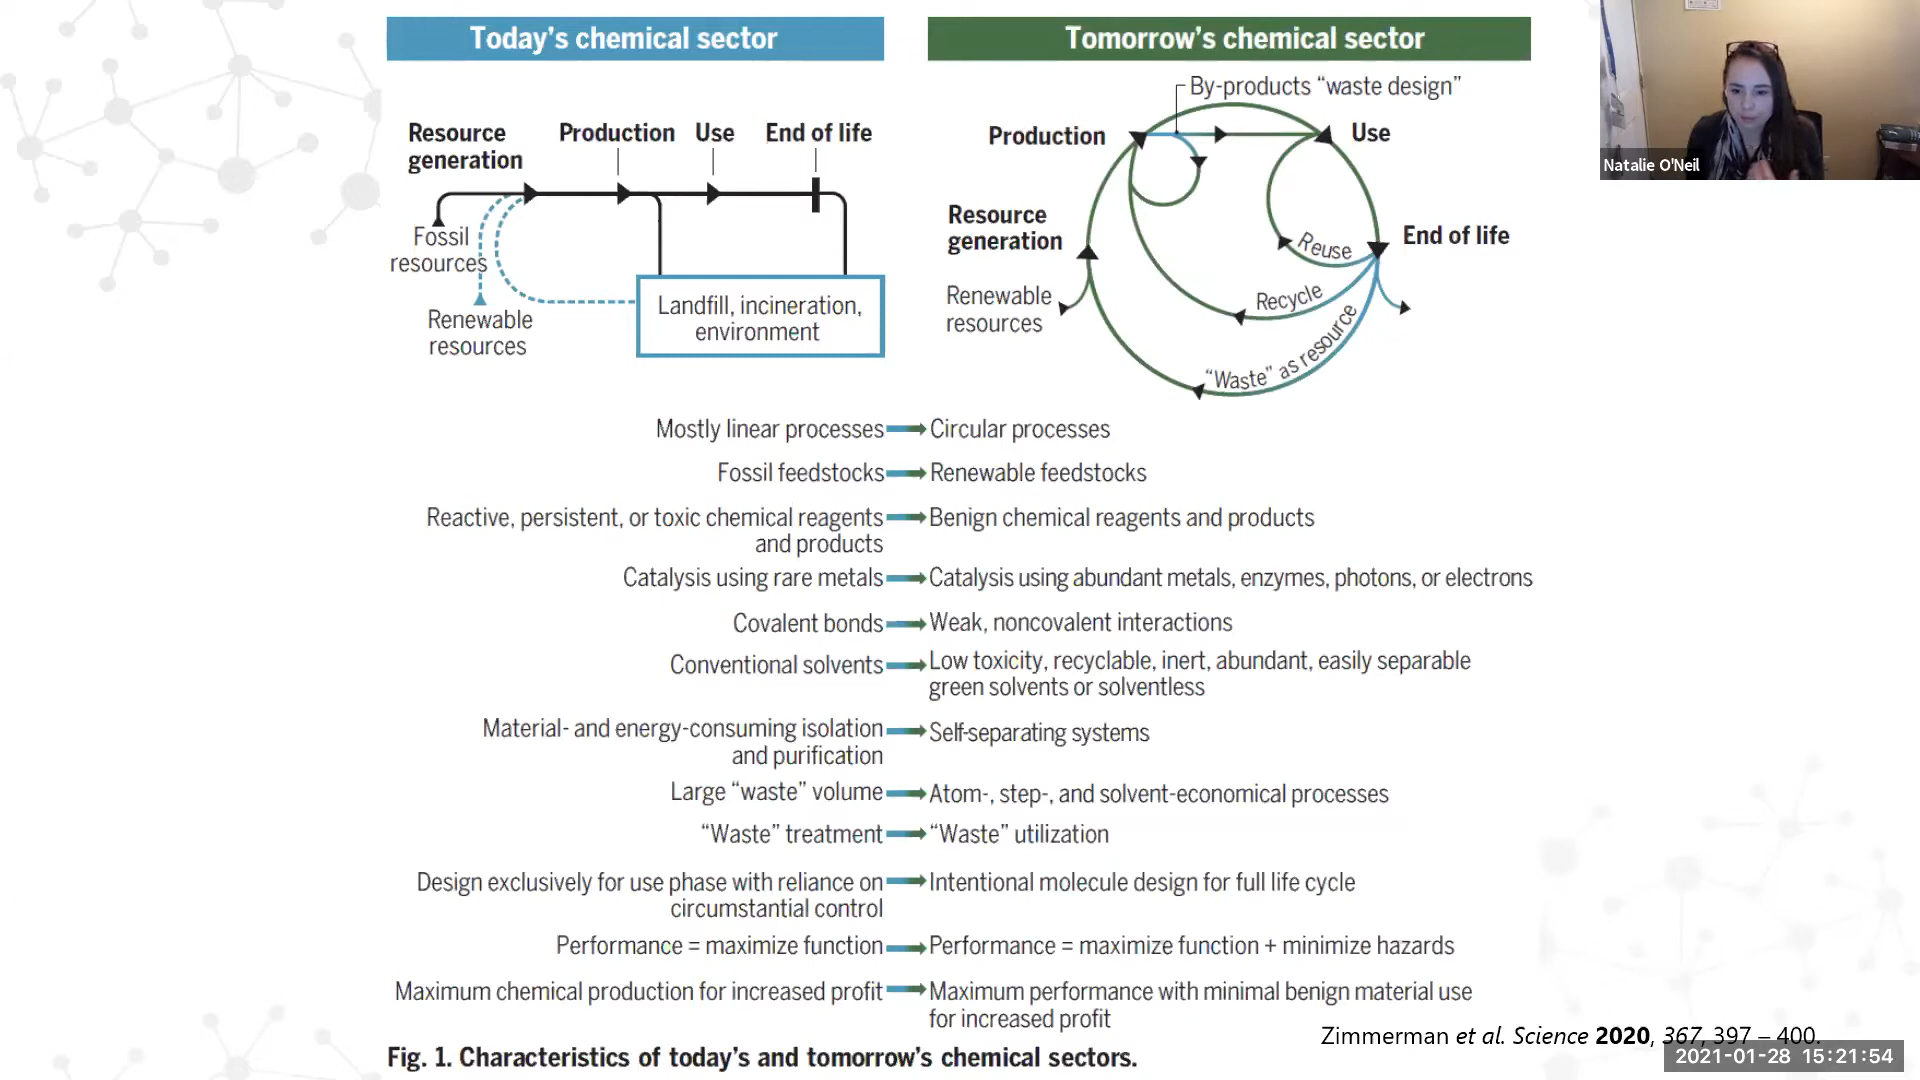 Today's chemical sector
Tomorrow's chemical sector
Resource
generation
Production
Use
End of life
Fossil
resources
Renewable
resources
Landfill, incineration,
environment
By-products “waste design”
Production
Use
Resource
generation
End of life
Renewable
resources
Reuse
Recycle
“Waste” as resource
Natalie O'Neil
Mostly linear processes
Circular processes
Fossil feedstocks
Renewable feedstocks
Reactive, persistent, or toxic chemical reagents
and products
Benign chemical reagents and products
Catalysis using rare metals
Catalysis using abundant metals, enzymes, photons, or electrons
Covalent bonds
Weak, noncovalent interactions
Conventional solvents
Low toxicity, recyclable, inert, abundant, easily separable
green solvents or solventless
Material- and energy-consuming isolation
and purification
Self-separating systems
Large “waste” volume
Atom-, step-, and solvent-economical processes
“Waste” treatment
“Waste” utilization
Design exclusively for use phase with reliance on
circumstantial control
Intentional molecule design for full life cycle
Performance = maximize function
Performance = maximize function + minimize hazards
Maximum chemical production for increased profit
Maximum performance with minimal benign material use
for increased profit
Zimmerman et al. Science 2020, 367, 397 – 400.
Fig. 1. Characteristics of today's and tomorrow's chemical sectors.
2021-01-28 15:21:54